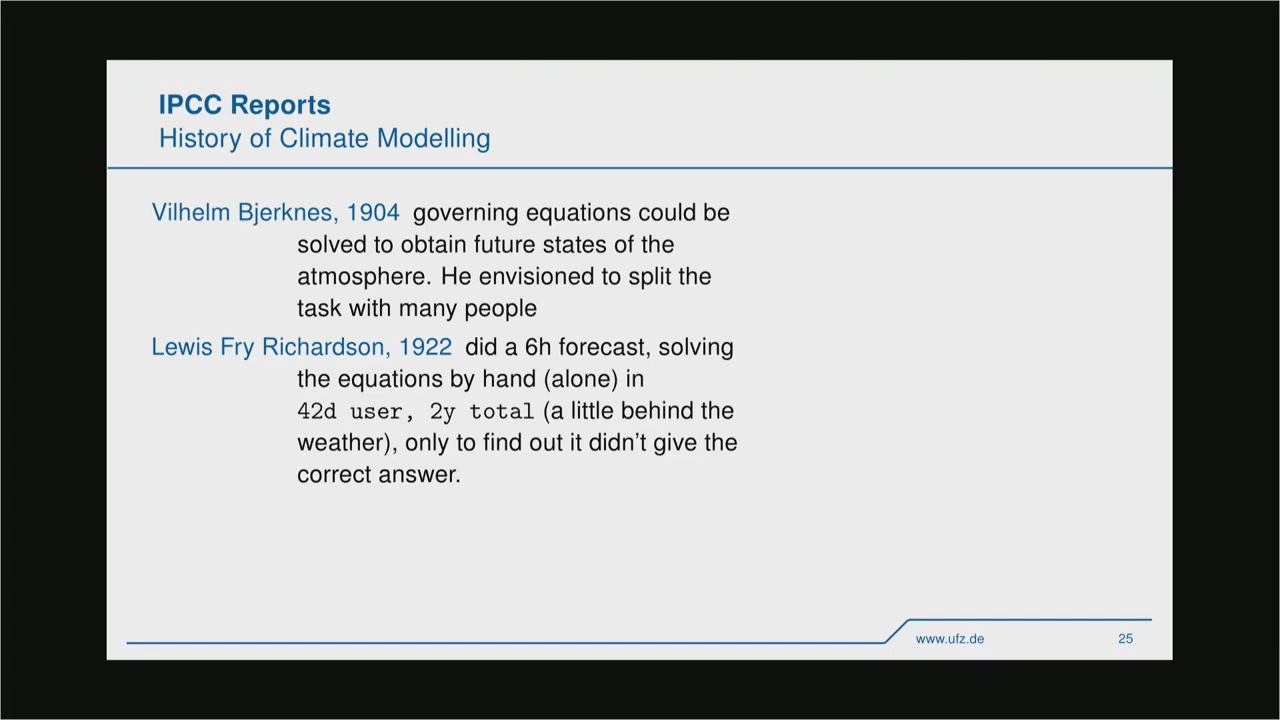 IPCC Reports
History of Climate Modelling
Vilhelm Bjerknes, 1904 governing equations could be
solved to obtain future states of the
atmosphere. He envisioned to split the
task with many people
Lewis Fry Richardson, 1922 did a 6h forecast, solving
the equations by hand (alone) in
42d user, 2y total (a little behind the
weather), only to find out it didn't give the
correct answer.
www.ufz.de 25